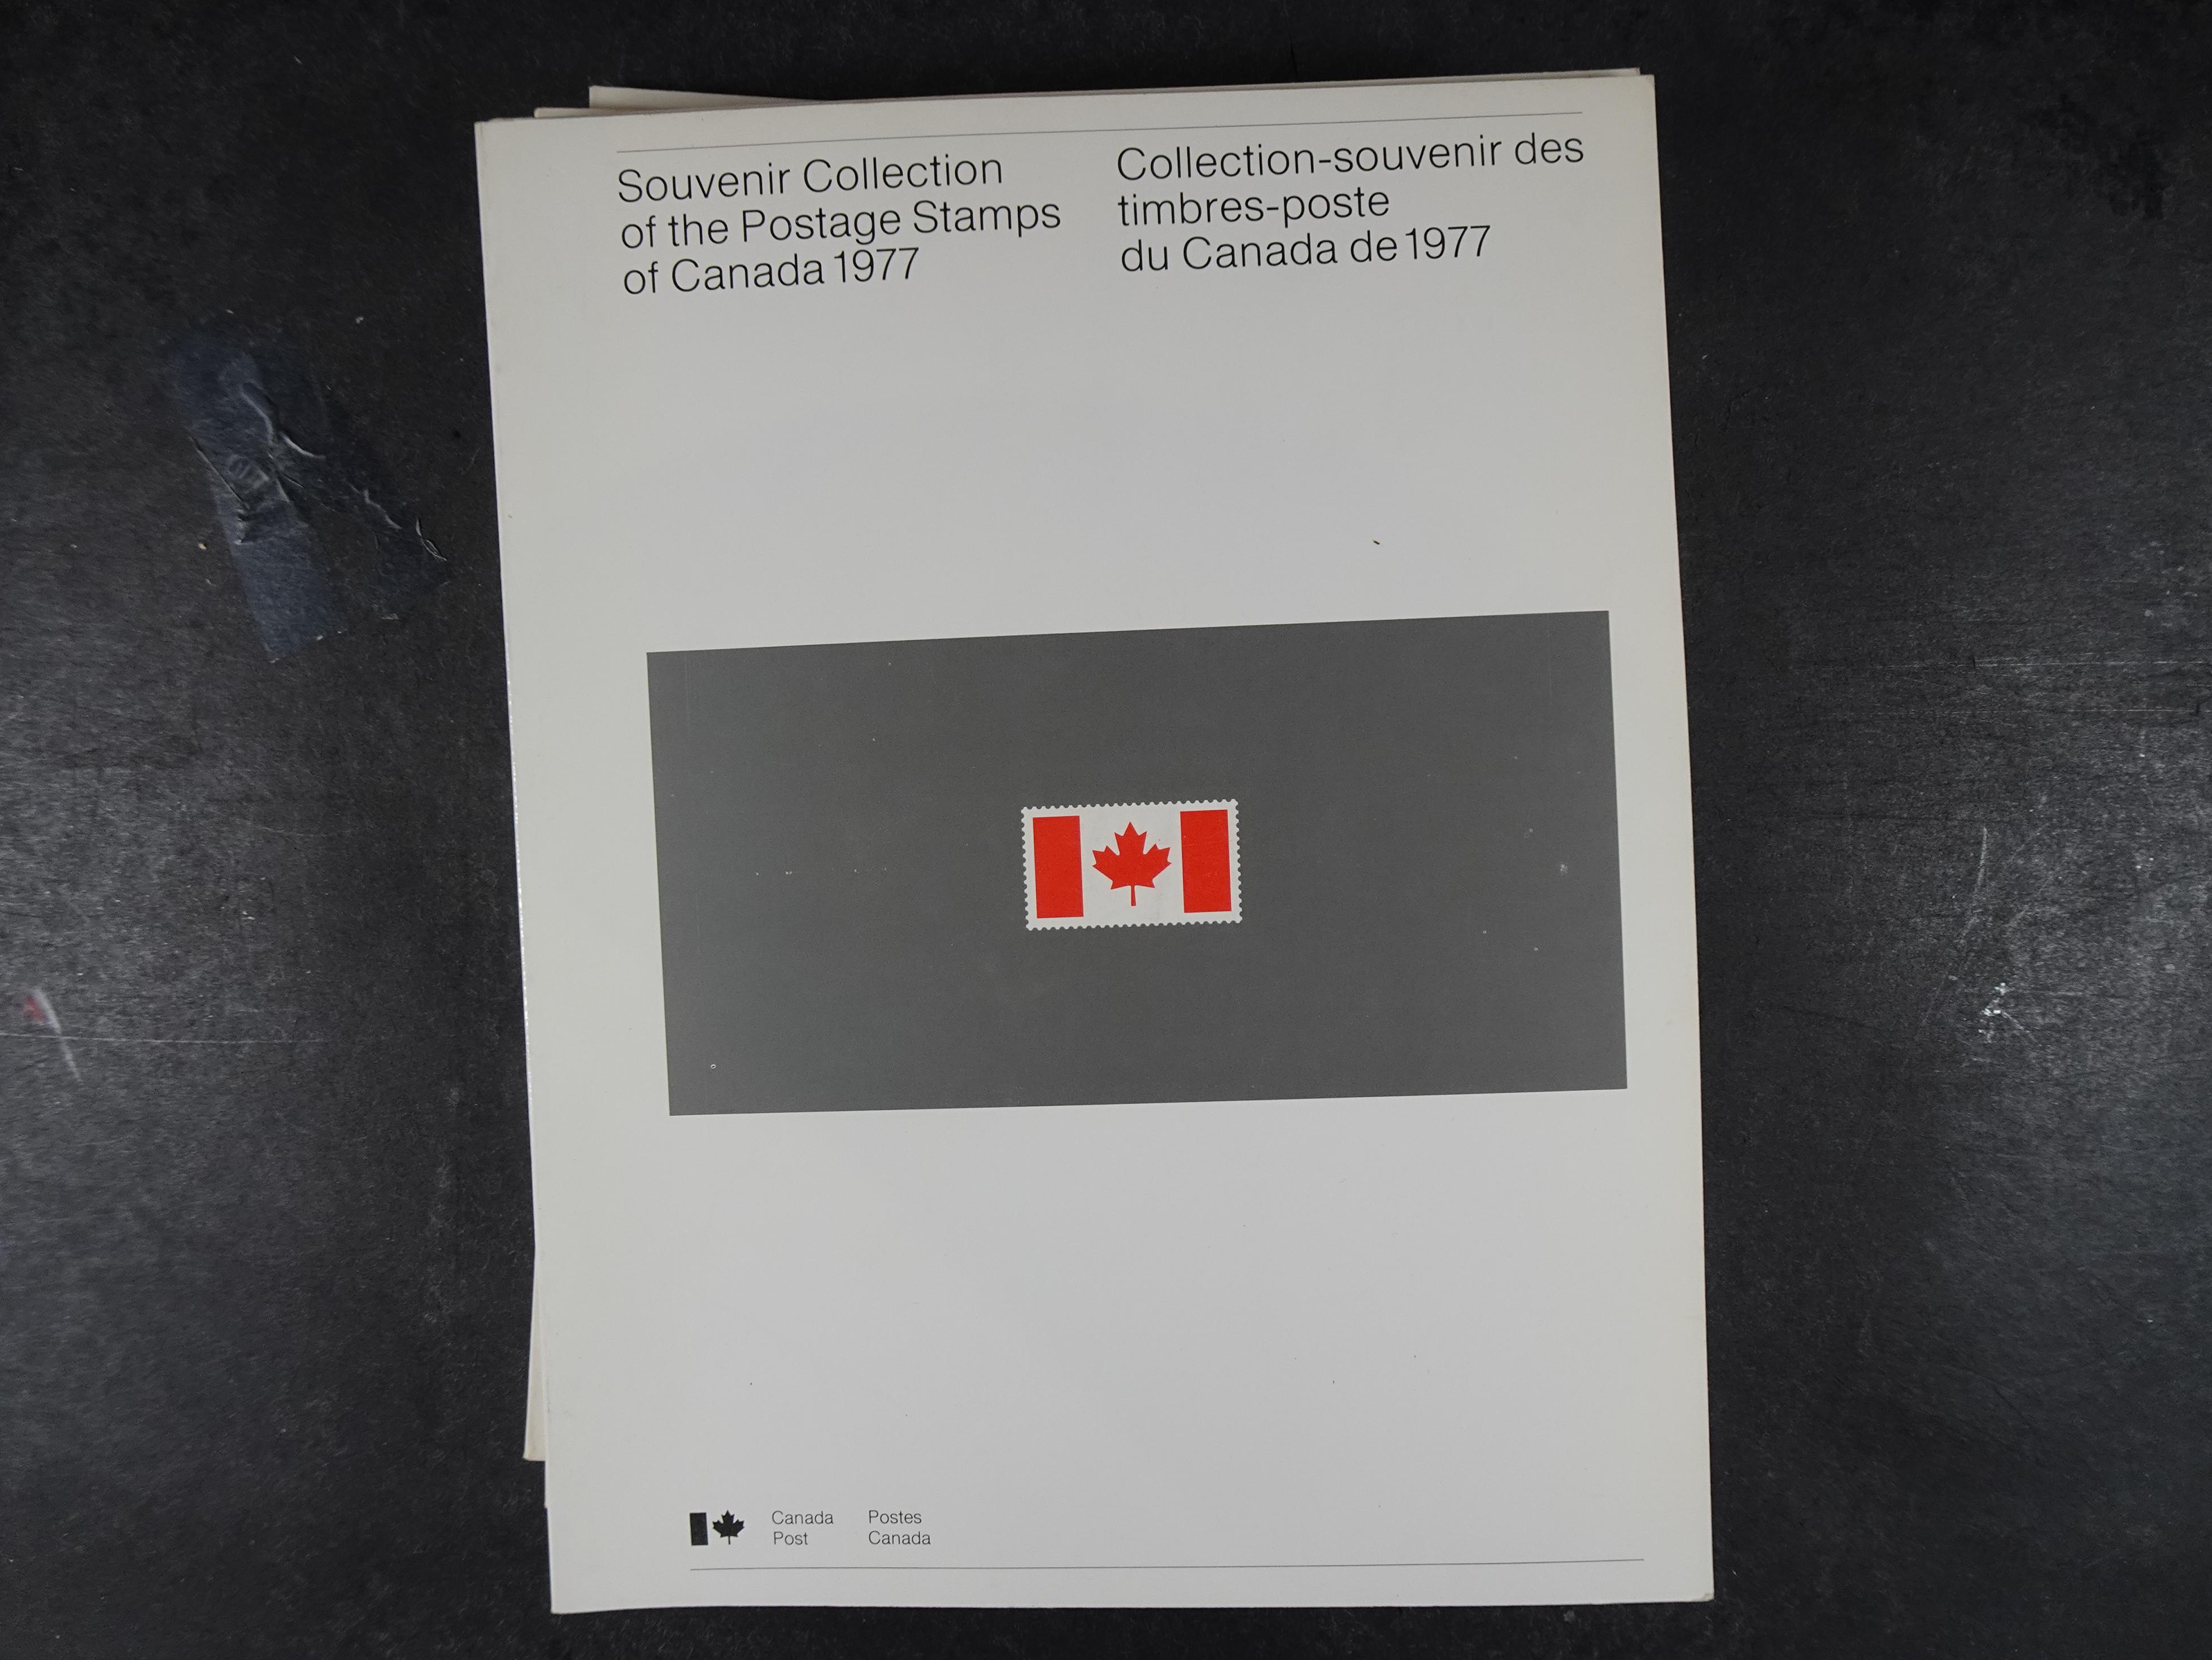 Souvenir Collection
of the Postage Stamps
of Canada 1977
Collection-souvenir des
timbres-poste
du Canada de 1977
Canada
Post
Postes
Canada